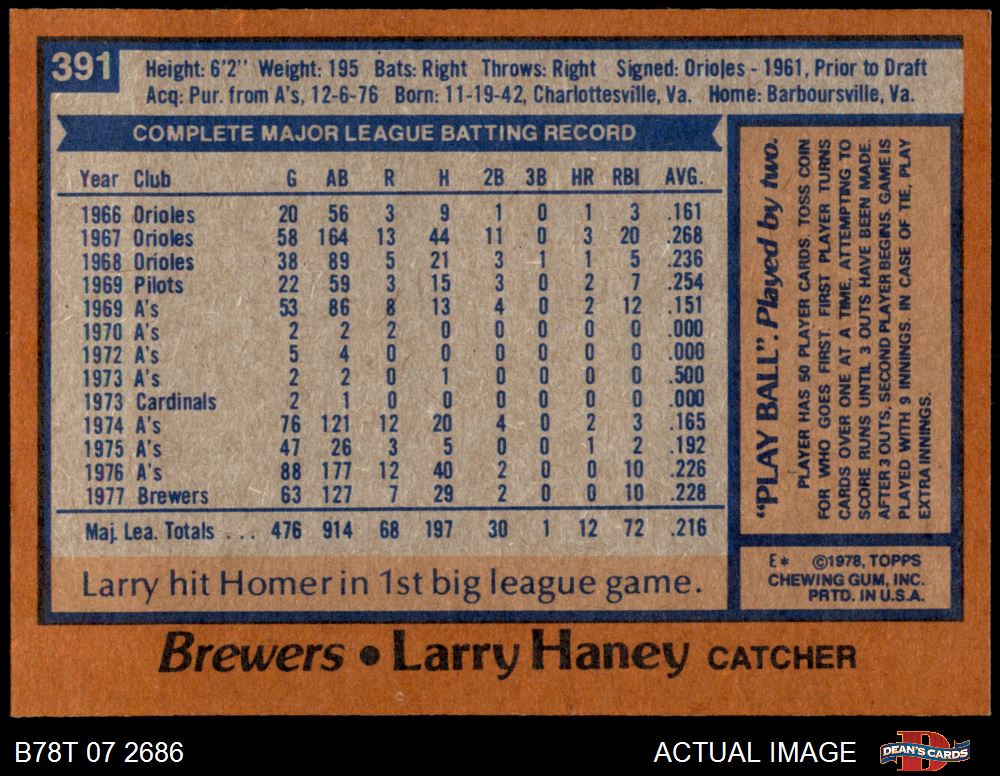 391
Height: 6'2" Weight: 195 Bats: Right Throws: Right Signed: Orioles - 1961, Prior to Draft
Acq: Pur. from A's, 12-6-76 Born: 11-19-42, Charlottesville, Va. Home: Barboursville, Va.
COMPLETE MAJOR LEAGUE BATTING RECORD
Year Club G AB R H 2B 3B HR RBI AVG.
1966 Orioles 20 56 3 9 1 0 1 3 .161
1967 Orioles 58 164 13 44 11 0 3 20 .268
1968 Orioles 38 89 5 21 3 1 1 5 .236
1969 Pilots 22 59 3 15 3 0 2 7 .254
1969 A's 53 86 8 13 4 0 2 12 .151
1970 A's 2 2 2 0 0 0 0 0 .000
1972 A's 5 4 0 0 0 0 0 0 .000
1973 A's 2 2 0 1 0 0 0 0 .500
1973 Cardinals 2 1 0 0 0 0 0 0 .000
1974 A's 76 121 12 20 4 0 2 3 .165
1975 A's 47 26 3 5 0 0 1 2 .192
1976 A's 88 177 12 40 2 0 0 10 .226
1977 Brewers 63 127 7 29 2 0 0 10 .228
Maj. Lea. Totals . . . 476 914 68 197 30 1 12 72 .216
Larry hit Homer in 1st big league game.
"PLAY BALL". Played by two.
PLAYER HAS 50 PLAYER CARDS. TOSS COIN
FOR WHO GOES FIRST. FIRST PLAYER TURNS
CARDS OVER ONE AT A TIME, ATTEMPTING TO
SCORE RUNS UNTIL 3 OUTS HAVE BEEN MADE.
AFTER 3 OUTS, SECOND PLAYER BEGINS. GAME IS
PLAYED WITH 9 INNINGS. IN CASE OF TIE, PLAY
EXTRA INNINGS.
E* ©1978, TOPPS
CHEWING GUM, INC.
PRTD. IN U.S.A.
Brewers • Larry Haney CATCHER
B78T 07 2686
ACTUAL IMAGE
D
DEAN'S CARDS